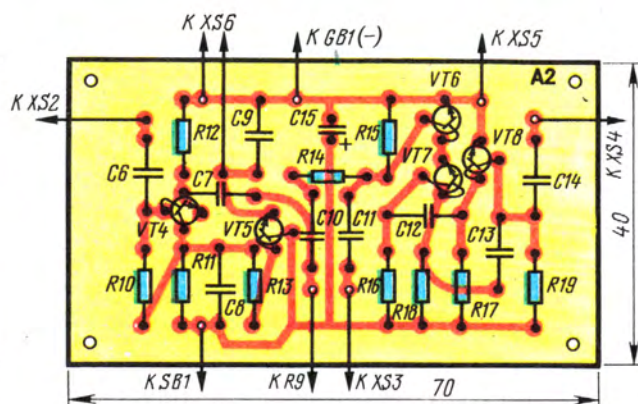 К XS6
К GB1(-)
К XS5
К XS2
VT6
A2
C15
R12
C9
R15
VT8
К XS4
+
R14
VT7
C6
C7
C14
C10
C11
C12
VT4
VT5
C13
R10
R11
C8
R13
R16
R18
R17
R19
К SB1
К R9
К XS3
70
40